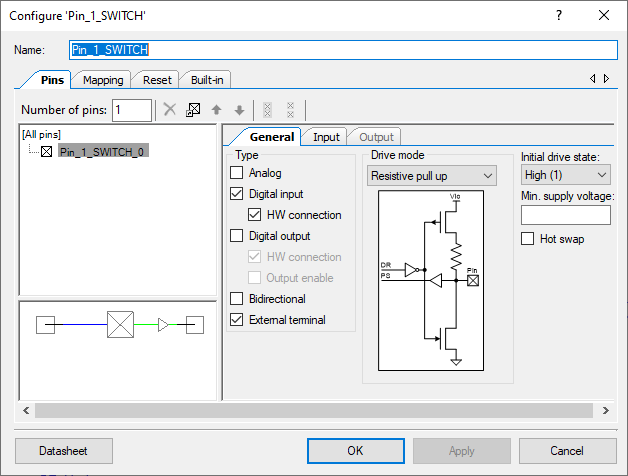 Configure 'Pin_1_SWITCH'
?
Name:
Pin_1_SWITCH
Pins
Mapping
Reset
Built-in
Number of pins:
1
[All pins]
Pin_1_SWITCH_0
General
Input
Output
Type
Analog
Digital input
HW connection
Digital output
HW connection
Output enable
Bidirectional
External terminal
Drive mode
Resistive pull up
Vio
DR
PS
Pin
Initial drive state:
High (1)
Min. supply voltage:
Hot swap
Datasheet
OK
Apply
Cancel